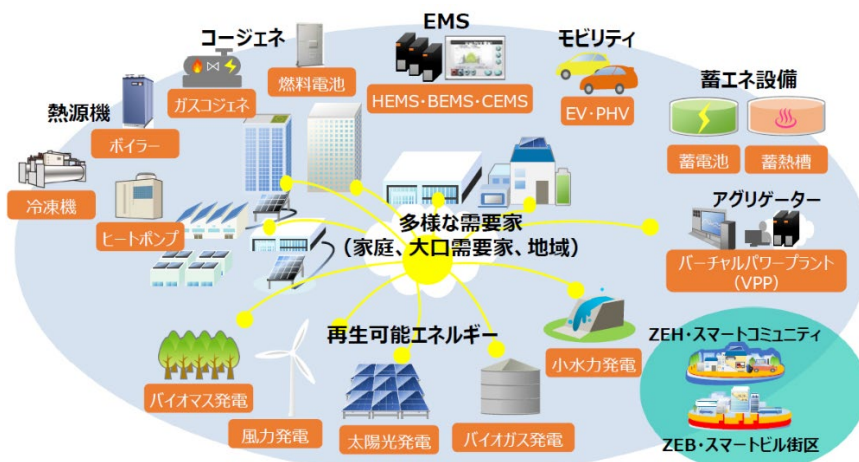 コージェネ
EMS
モビリティ
燃料電池
ガスコジェネ
HEMS・BEMS・CEMS
EV・PHV
蓄エネ設備
熱源機
ボイラー
蓄電池
蓄熱槽
冷凍機
ヒートポンプ
アグリゲーター
バーチャルパワープラント
（VPP）
多様な需要家
（家庭、大口需要家、地域）
再生可能エネルギー
小水力発電
バイオマス発電
風力発電
太陽光発電
バイオガス発電
ZEH・スマートコミュニティ
ZEB・スマートビル街区